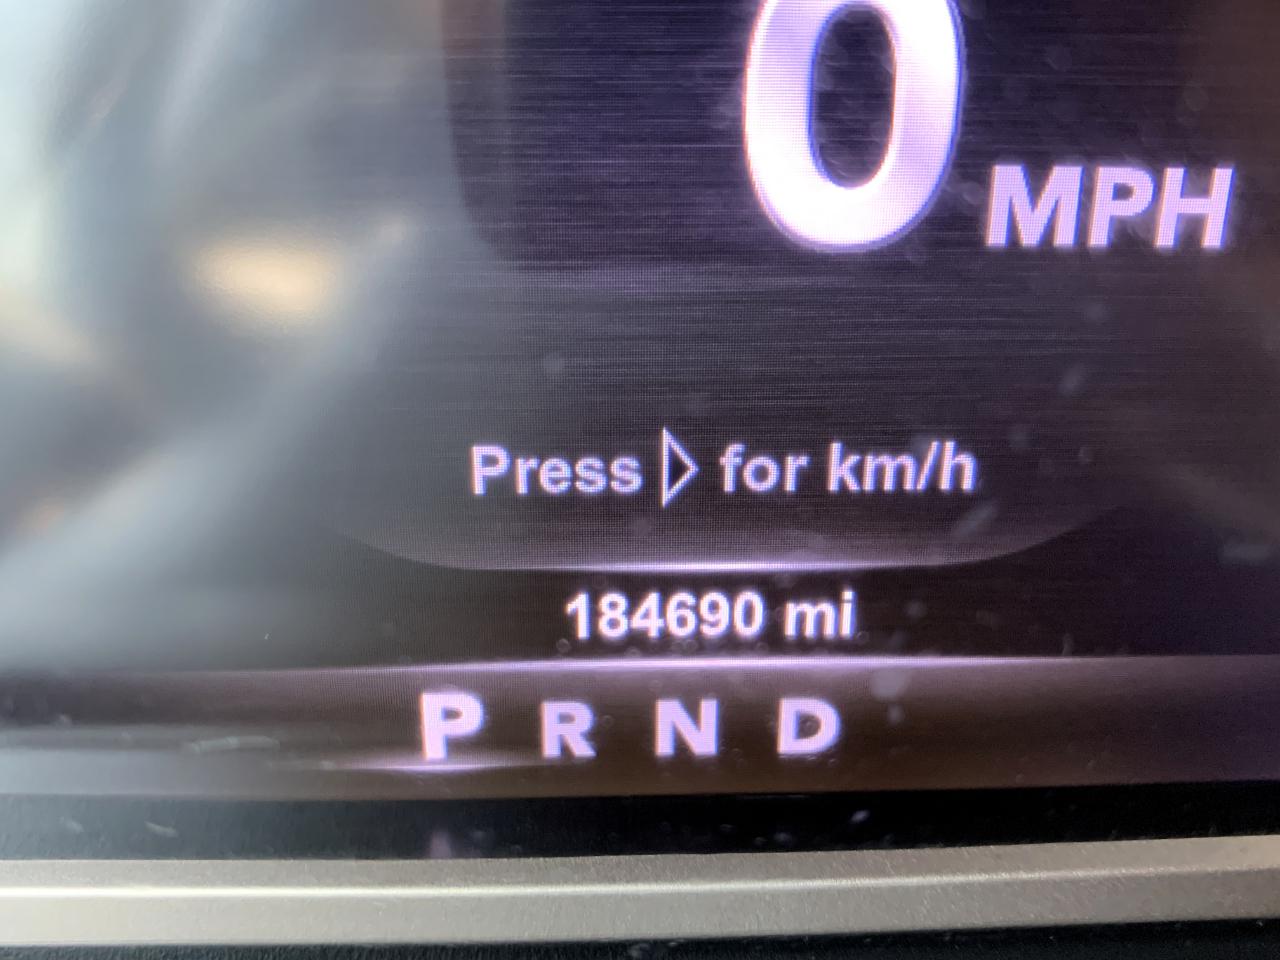 0 MPH
Press ▷ for km/h
184690 mi
P R N D